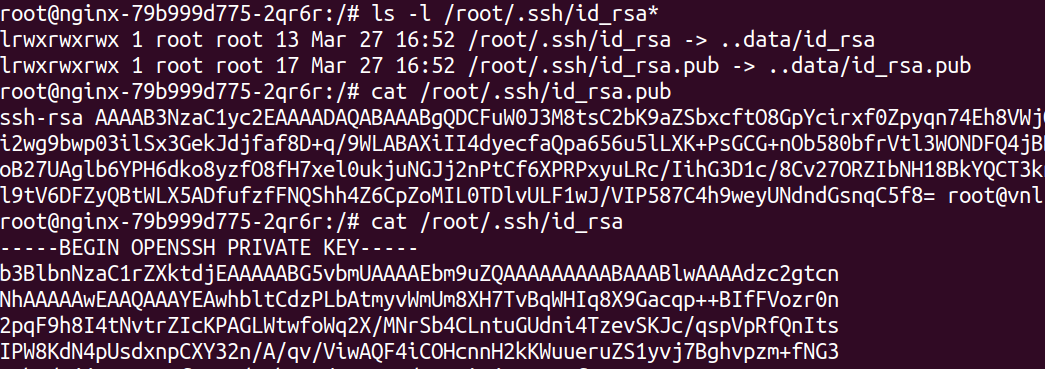 root@nginx-79b999d775-2qr6r:/# ls -l /root/.ssh/id_rsa*
lrwxrwxrwx 1 root root 13 Mar 27 16:52 /root/.ssh/id_rsa -> ..data/id_rsa
lrwxrwxrwx 1 root root 17 Mar 27 16:52 /root/.ssh/id_rsa.pub -> ..data/id_rsa.pub
root@nginx-79b999d775-2qr6r:/# cat /root/.ssh/id_rsa.pub
ssh-rsa AAAAB3NzaC1yc2EAAAADAQABAAABgQDCFuW0J3M8tsC2bK9aZSbxcftO8GpYcirxf0Zpyqn74Eh8VWj
i2wg9bwp03ilSx3GekJdjfaf8D+q/9WLABAXiII4dyecfaQpa656u5lLXK+PsGCG+nOb580bfrVtl3WONDFQ4jB
oB27UAglb6YPH6dko8yzfO8fH7xel0ukjuNGJj2nPtCf6XPRPxyuLRc/IihG3D1c/8Cv27ORZIbNH18BkYQCT3k
l9tV6DFZyQBtWLX5ADfufzfFNQShh4Z6CpZoMIL0TDlvULF1wJ/VIP587C4h9weyUNdndGsnqC5f8= root@vnl
root@nginx-79b999d775-2qr6r:/# cat /root/.ssh/id_rsa
-----BEGIN OPENSSH PRIVATE KEY-----
b3BlbnNzaC1rZXktdjEAAAAABG5vbmUAAAAEbm9uZQAAAAAAAAABAAABlwAAAAdzc2gtcn
NhAAAAAwEAAQAAAYEAwhbltCdzPLbAtmyvWmUm8XH7TvBqWHIq8X9Gacqp++BIfFVozr0n
2pqF9h8I4tNvtrZIcKPAGLWtwfoWq2X/MNrSb4CLntuGUdni4TzevSKJc/qspVpRfQnIts
IPW8KdN4pUsdxnpCXY32n/A/qv/ViwAQF4iCOHcnnH2kKWuueruZS1yvj7Bghvpzm+fNG3